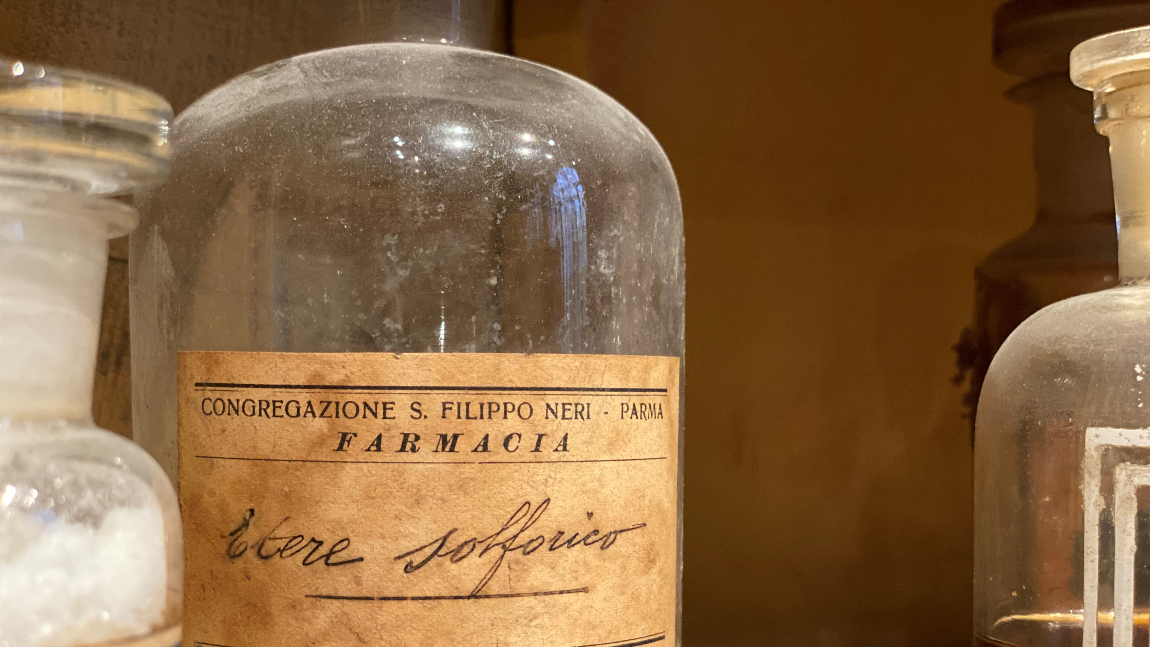 CONGREGAZIONE S. FILIPPO NERI - PARMA
FARMACIA
Etere solforico